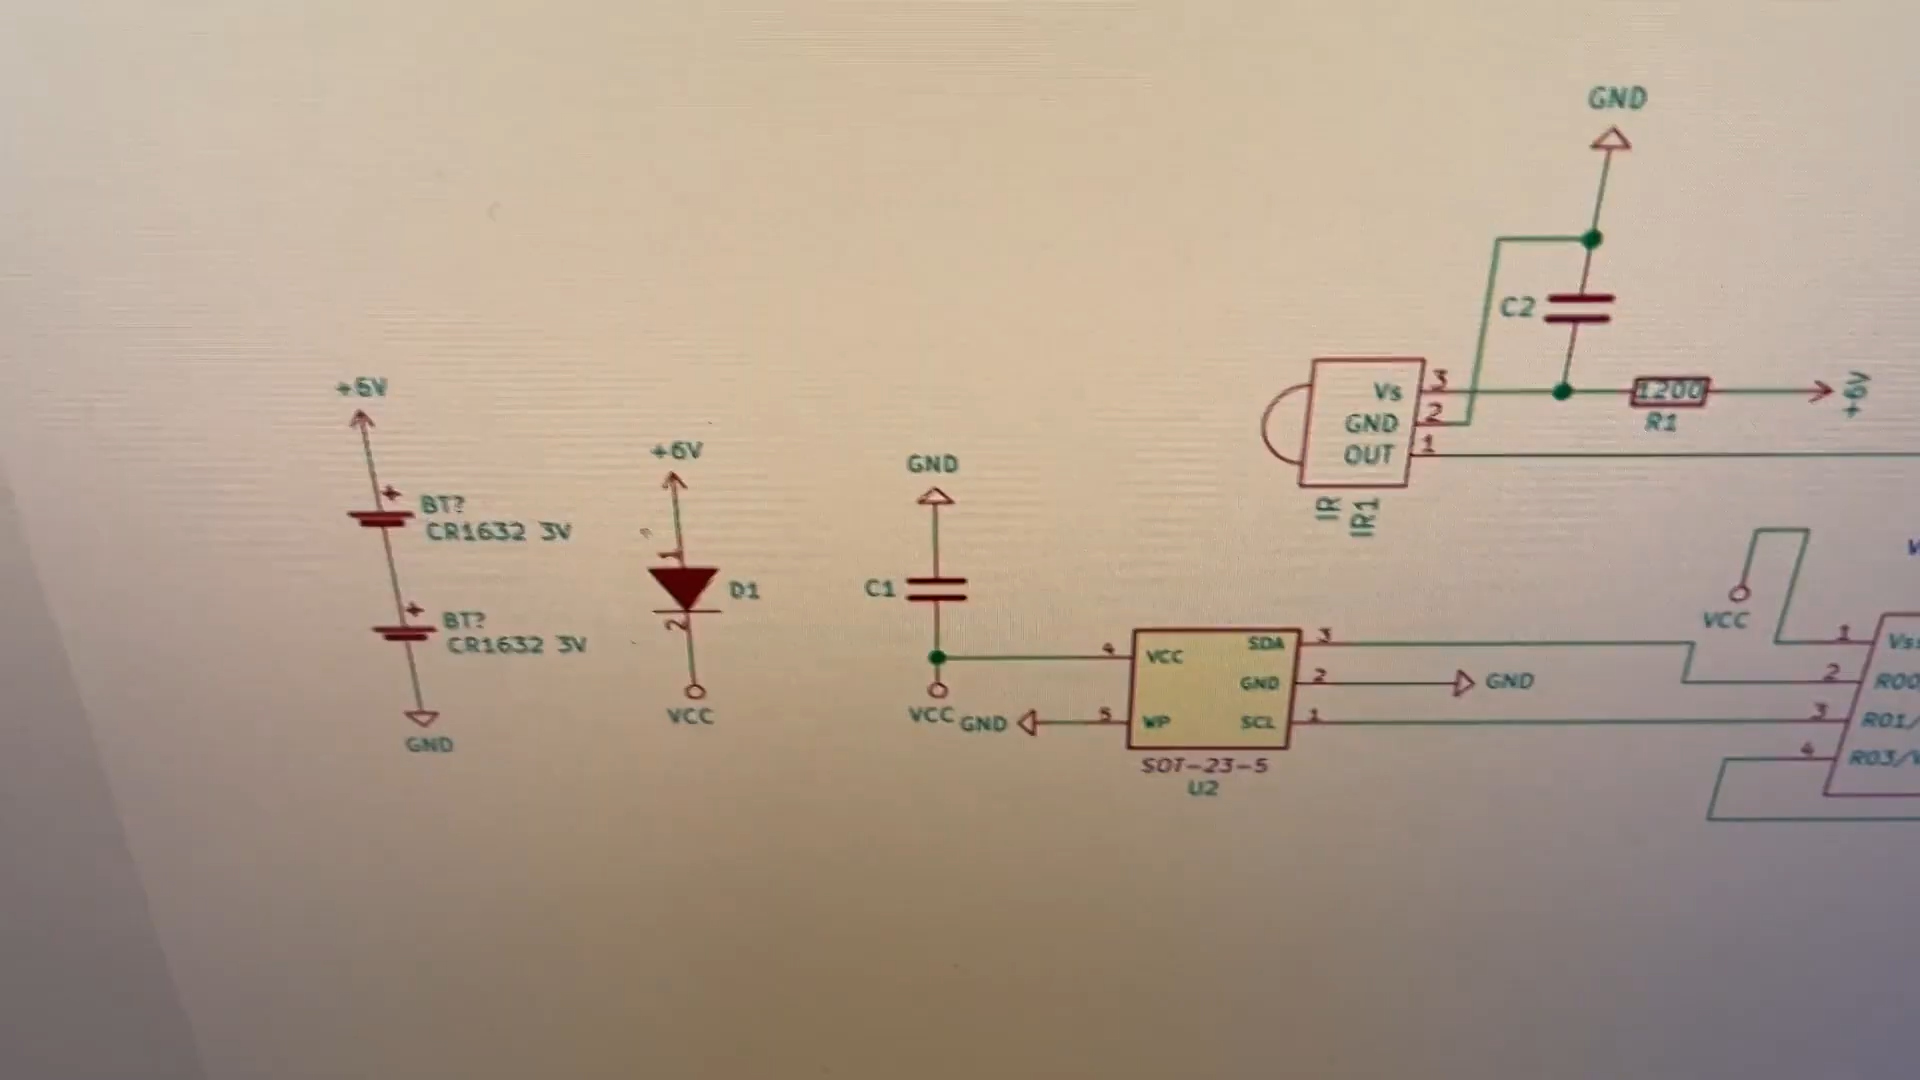 +6V
+
BT?
CR1632 3V
+
BT?
CR1632 3V
GND
+6V
1
D1
2
VCC
GND
C1
VCC
GND
4
5
VCC
WP
SDA
GND
SCL
3
2
1
GND
SOT-23-5
U2
GND
C2
Vs
GND
OUT
3
2
1
IR
IR1
1200
R1
+6V
VCC
1
2
3
4